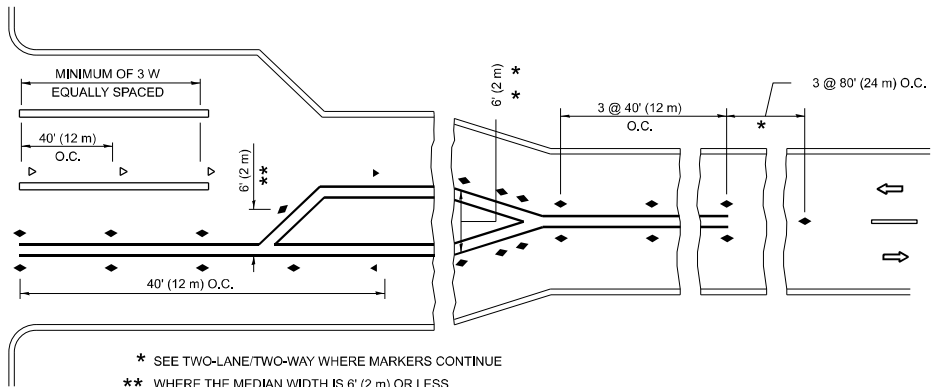 MINIMUM OF 3 W
EQUALLY SPACED
40' (12 m)
O.C.
6' (2 m)
**
6' (2 m) * *
3 @ 40' (12 m)
O.C.
3 @ 80' (24 m) O.C.
*
40' (12 m) O.C.
* SEE TWO-LANE/TWO-WAY WHERE MARKERS CONTINUE
** WHERE THE MEDIAN WIDTH IS 6' (2 m) OR LESS